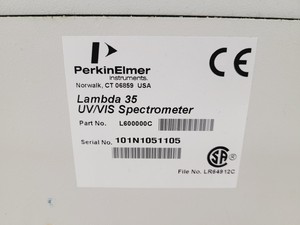 PerkinElmer
instruments.
Norwalk, CT 06859 USA
Lambda 35
UV/VIS Spectrometer
Part No. L600000C
Serial No. 101N1051105
File No. LR64812C